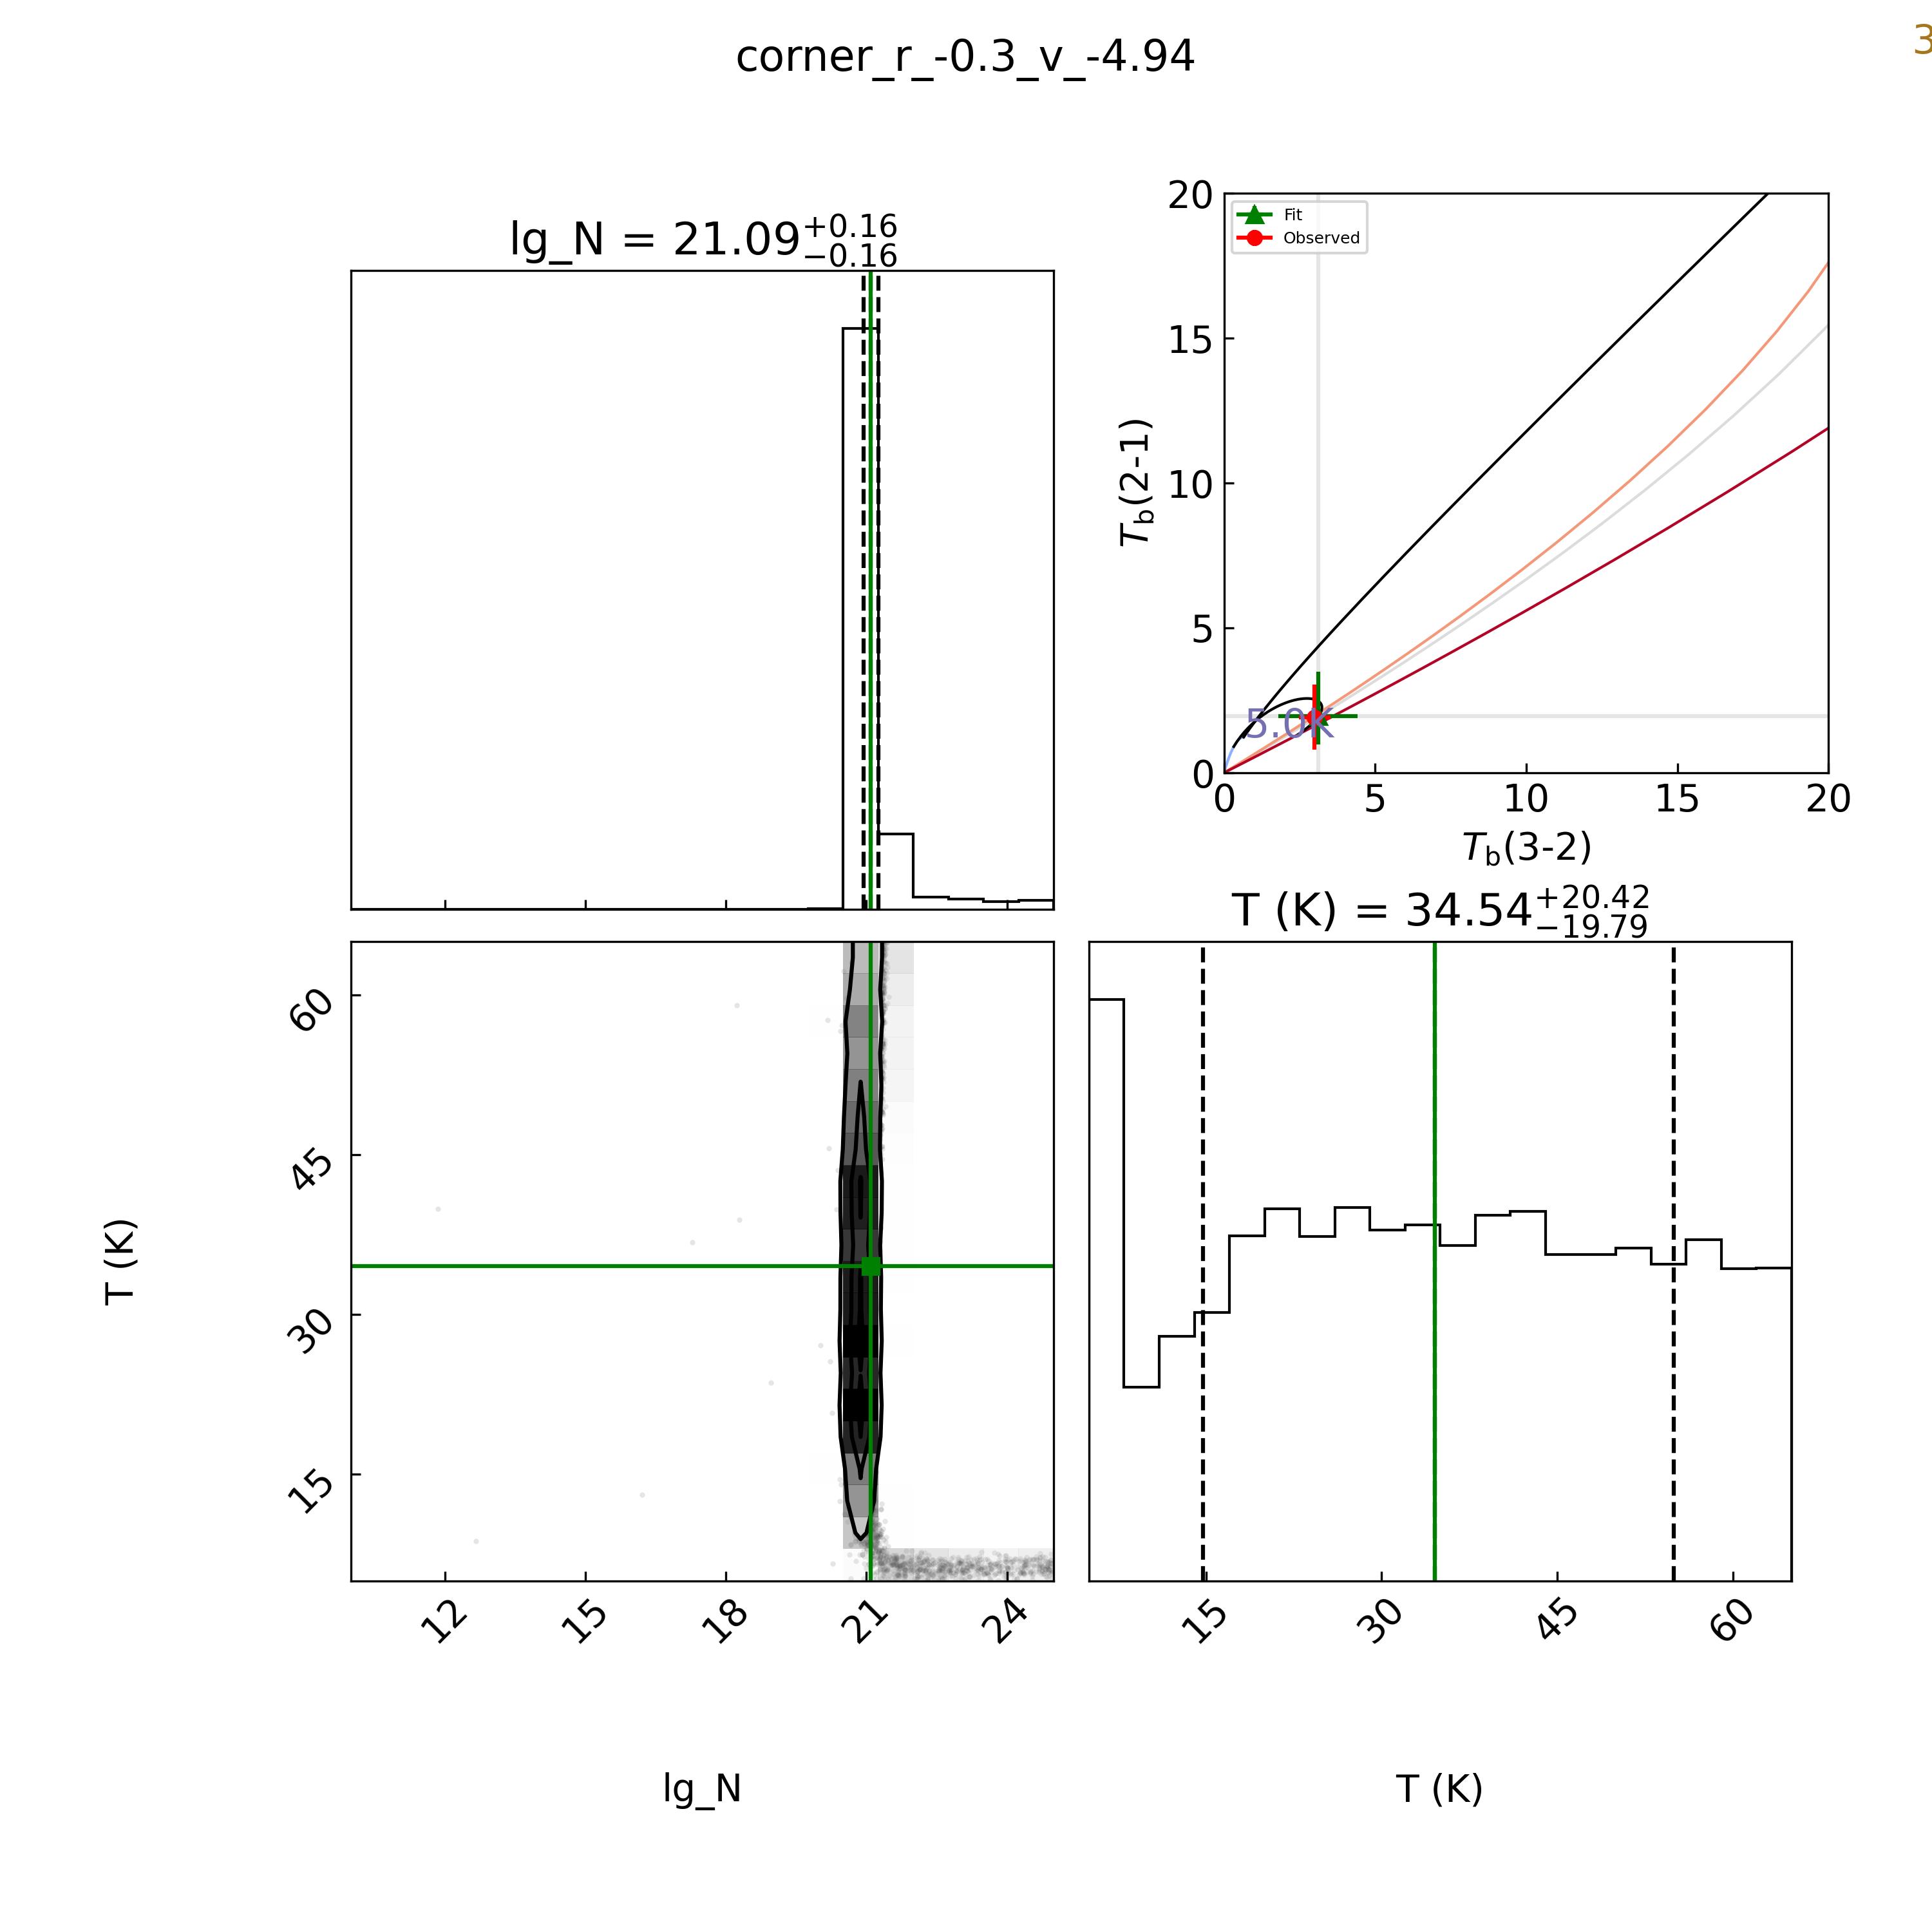 3
corner_r_-0.3_v_-4.94
lg_N = 21.09 +0.16 −0.16
20
15
10
5
0
T_b(2-1)
Fit
Observed
5.0K
0 5 10 15 20
T_b(3-2)
T (K) = 34.54 +20.42 −19.79
60
45
30
15
T (K)
12 15 18 21 24
15 30 45 60
lg_N
T (K)